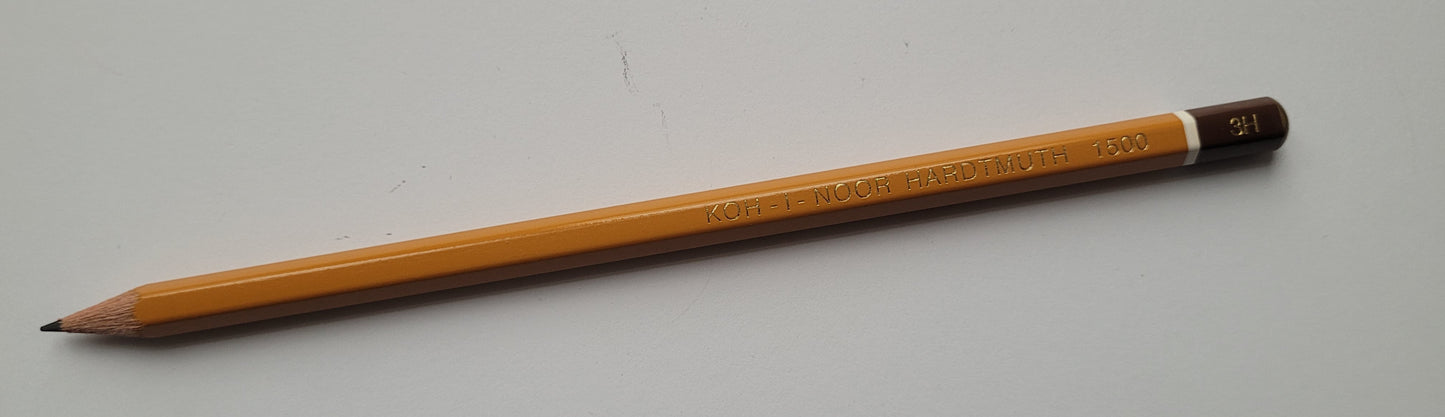 KOH-I-NOOR HARDTMUTH 1500
3H